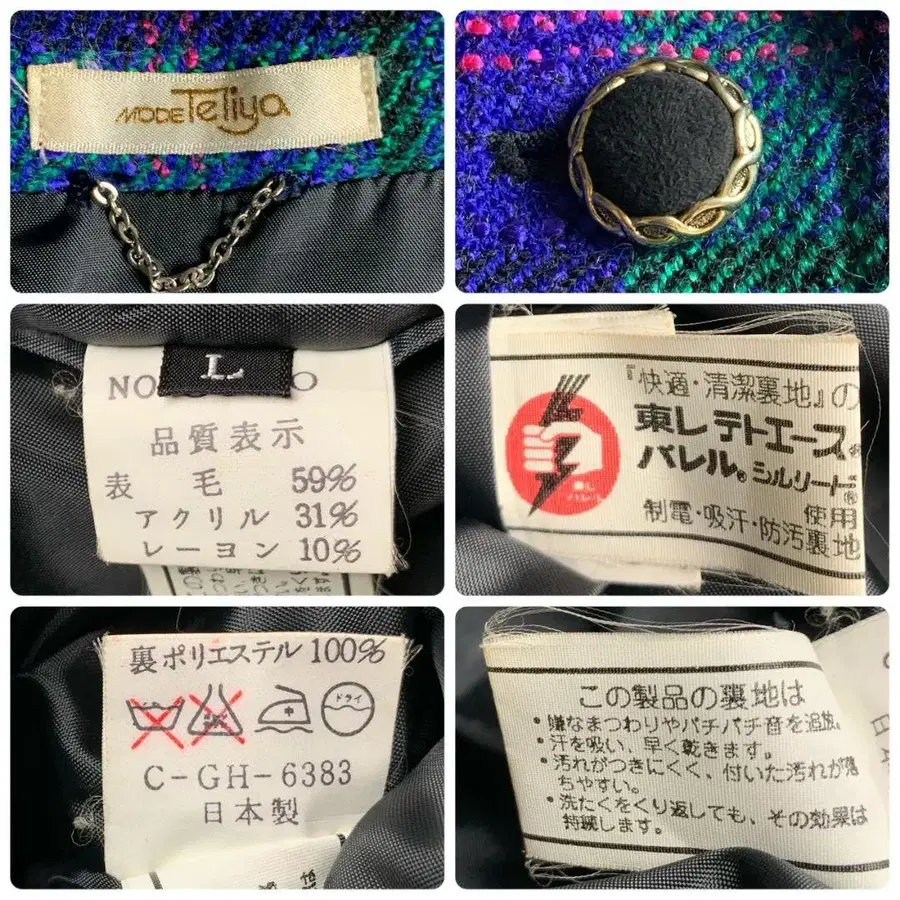 MODE Teliya
L
NO
O
品質表示
表 毛 59%
アクリル 31%
レーヨン 10%
『快適・清潔裏地』の
東レ テトエース®
パレル®シルリード®
使用
制電・吸汗・防汚裏地
東レ
パレル
裏ポリエステル 100%
中
ドライ
C-GH-6383
日本製
この製品の裏地は
・嫌なまつわりやパチパチ音を追放。
・汗を吸い、早く乾きます。
・汚れがつきにくく、付いた汚れが落
ちやすい。
・洗たくをくり返しても、その効果は
持続します。